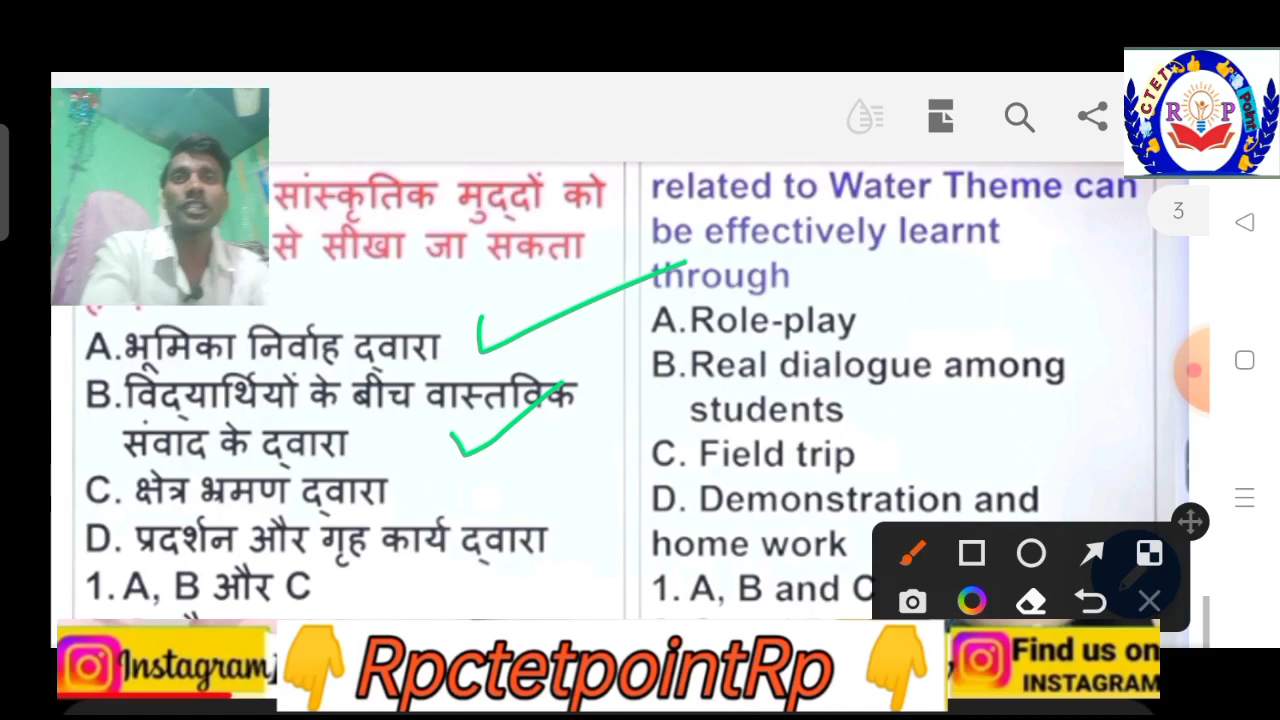 CTET Point
R P
3
सांस्कृतिक मुद्दों को
से सीखा जा सकता
A.भूमिका निर्वाह द्वारा
B.विद्यार्थियों के बीच वास्तविक
संवाद के द्वारा
C. क्षेत्र भ्रमण द्वारा
D. प्रदर्शन और गृह कार्य द्वारा
1. A, B और C
related to Water Theme can
be effectively learnt
through
A.Role-play
B.Real dialogue among
students
C. Field trip
D. Demonstration and
home work
1. A, B and C
Instagram
RpctetpointRp
Find us on
INSTAGRAM